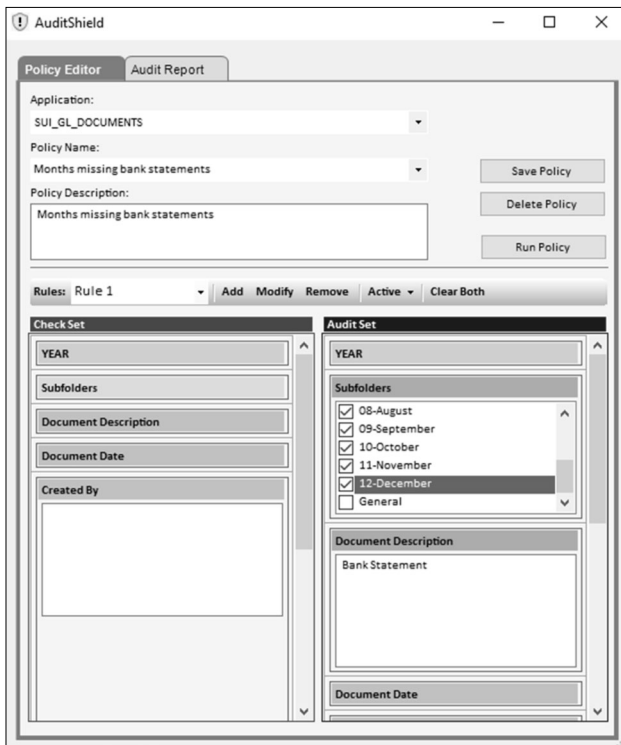 AuditShield
Policy Editor
Audit Report
Application:
SUI_GL_DOCUMENTS
Policy Name:
Months missing bank statements
Save Policy
Policy Description:
Months missing bank statements
Delete Policy
Run Policy
Rules: Rule 1 Add Modify Remove Active Clear Both
Check Set
YEAR
Subfolders
Document Description
Document Date
Created By
Audit Set
YEAR
Subfolders
08-August
09-September
10-October
11-November
12-December
General
Document Description
Bank Statement
Document Date